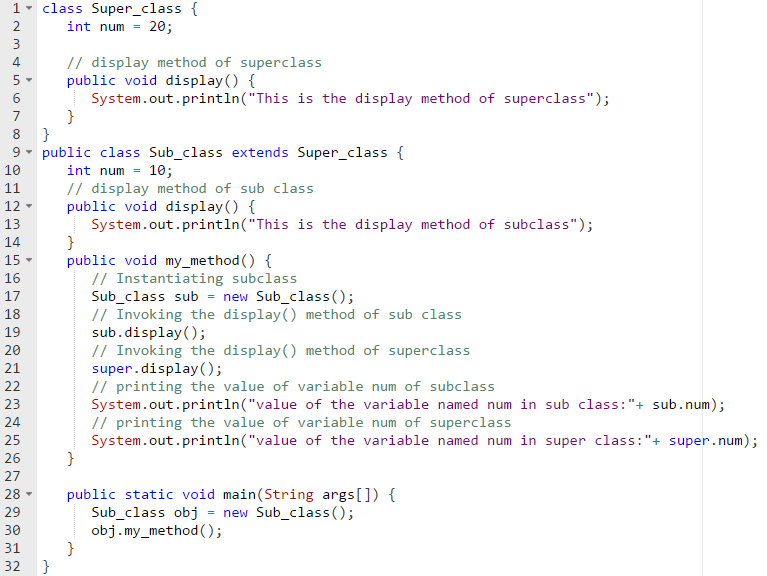 1 class Super_class {
2    int num = 20;
3
4    // display method of superclass
5    public void display() {
6       System.out.println("This is the display method of superclass");
7    }
8 }
9 public class Sub_class extends Super_class {
10    int num = 10;
11    // display method of sub class
12    public void display() {
13       System.out.println("This is the display method of subclass");
14    }
15    public void my_method() {
16       // Instantiating subclass
17       Sub_class sub = new Sub_class();
18       // Invoking the display() method of sub class
19       sub.display();
20       // Invoking the display() method of superclass
21       super.display();
22       // printing the value of variable num of subclass
23       System.out.println("value of the variable named num in sub class:"+ sub.num);
24       // printing the value of variable num of superclass
25       System.out.println("value of the variable named num in super class:"+ super.num);
26    }
27
28    public static void main(String args[]) {
29       Sub_class obj = new Sub_class();
30       obj.my_method();
31    }
32 }